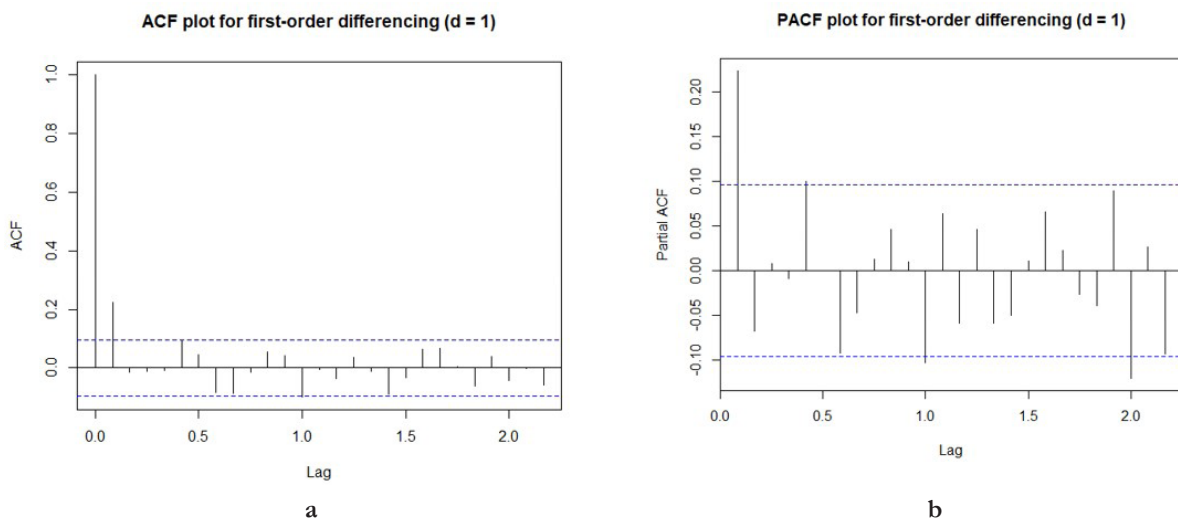 ACF plot for first-order differencing (d = 1)
ACF
1.0
0.8
0.6
0.4
0.2
0.0
0.0 0.5 1.0 1.5 2.0
Lag
a
PACF plot for first-order differencing (d = 1)
Partial ACF
0.20
0.10
0.05
0.00
-0.05
-0.10
0.0 0.5 1.0 1.5 2.0
Lag
b